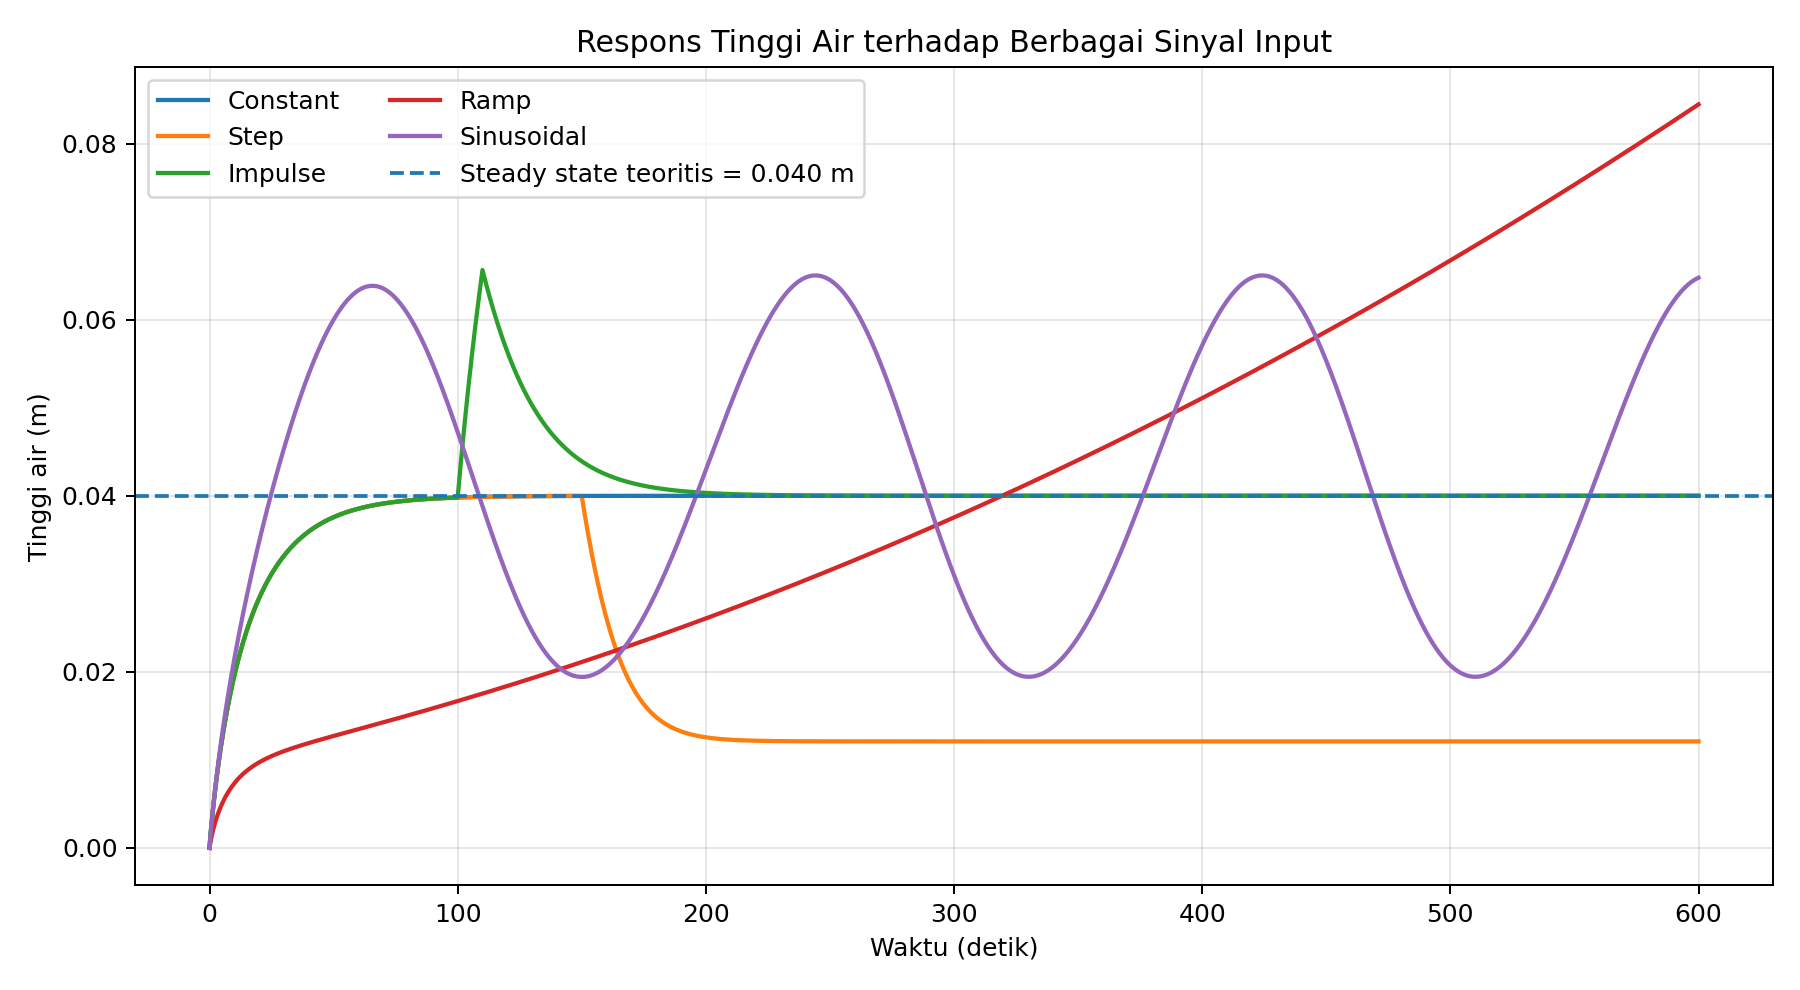 Respons Tinggi Air terhadap Berbagai Sinyal Input
Constant
Step
Impulse
Ramp
Sinusoidal
Steady state teoritis = 0.040 m
Tinggi air (m)
0.08
0.06
0.04
0.02
0.00
0 100 200 300 400 500 600
Waktu (detik)